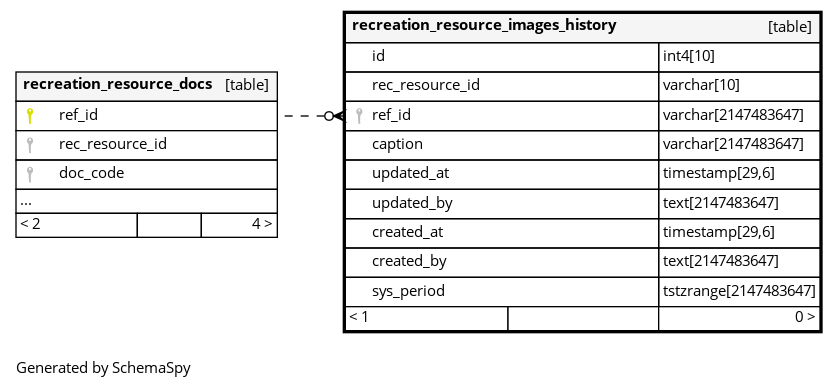 recreation_resource_docs [table]
ref_id
rec_resource_id
doc_code
...
< 2 4 >
recreation_resource_images_history [table]
id int4[10]
rec_resource_id varchar[10]
ref_id varchar[2147483647]
caption varchar[2147483647]
updated_at timestamp[29,6]
updated_by text[2147483647]
created_at timestamp[29,6]
created_by text[2147483647]
sys_period tstzrange[2147483647]
< 1 0 >
Generated by SchemaSpy